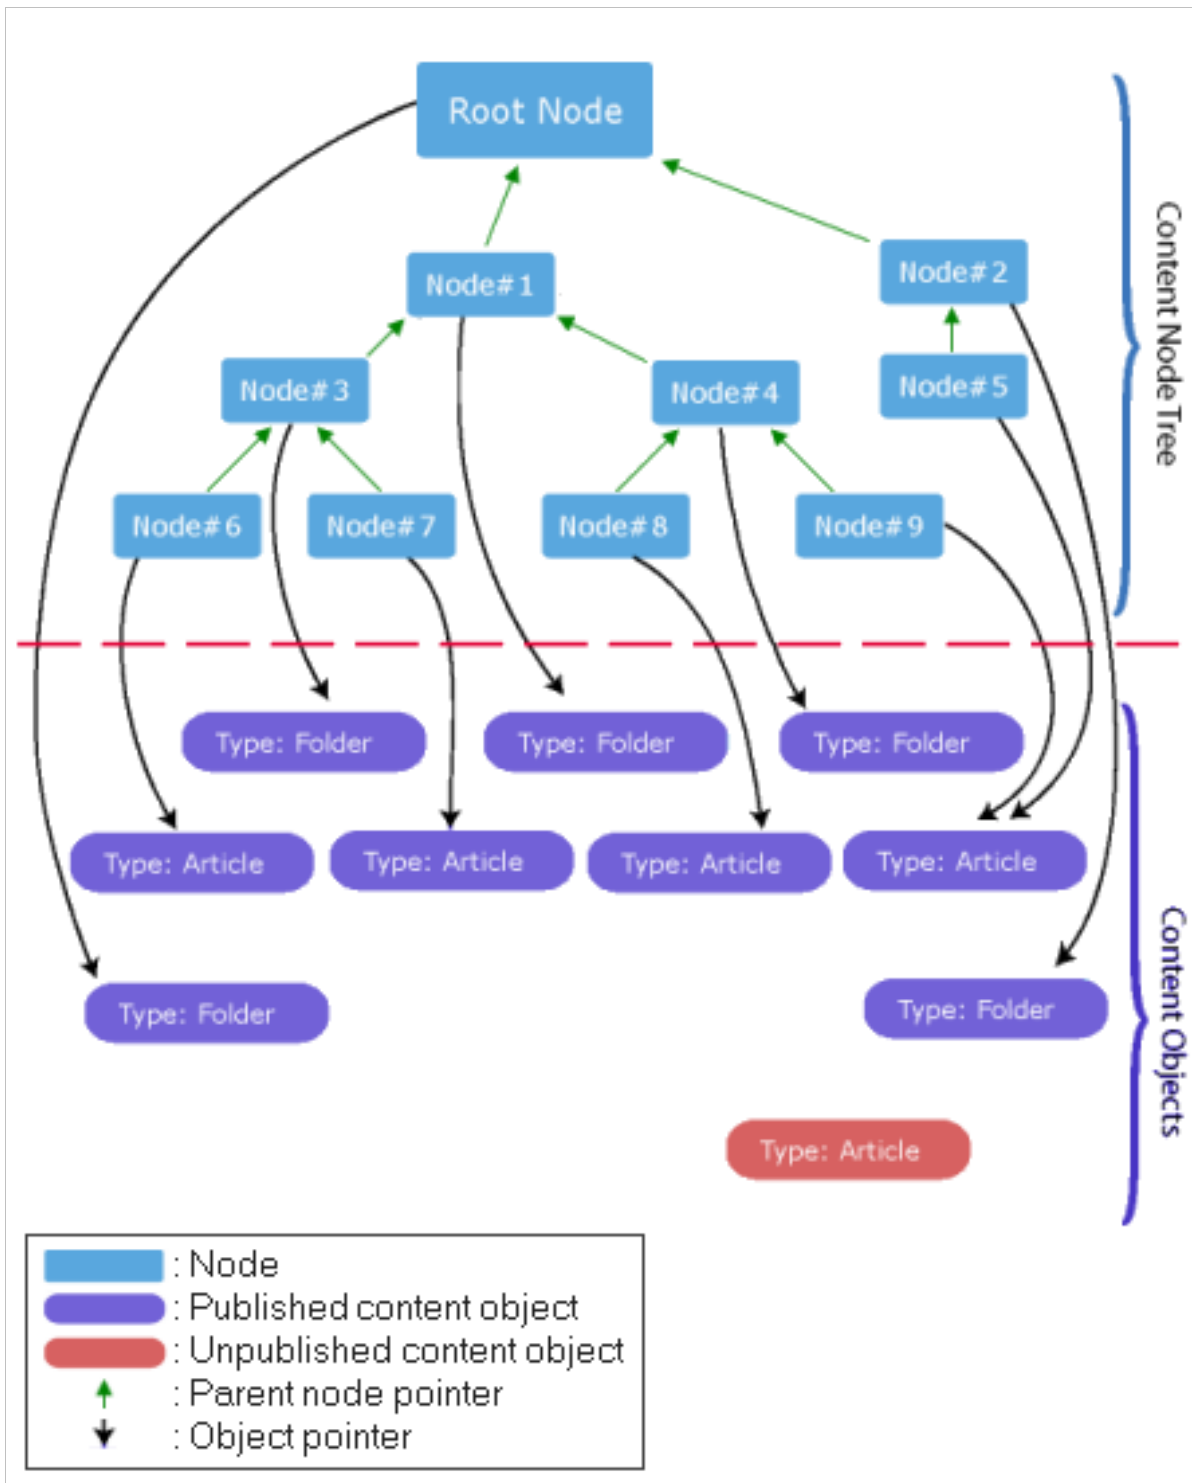 Root Node
Node#1
Node#2
Node#3
Node#4
Node#5
Node#6
Node#7
Node#8
Node#9
Content Node Tree
Type: Folder
Type: Folder
Type: Folder
Type: Article
Type: Article
Type: Article
Type: Article
Type: Folder
Type: Folder
Content Objects
Type: Article
: Node
: Published content object
: Unpublished content object
: Parent node pointer
: Object pointer